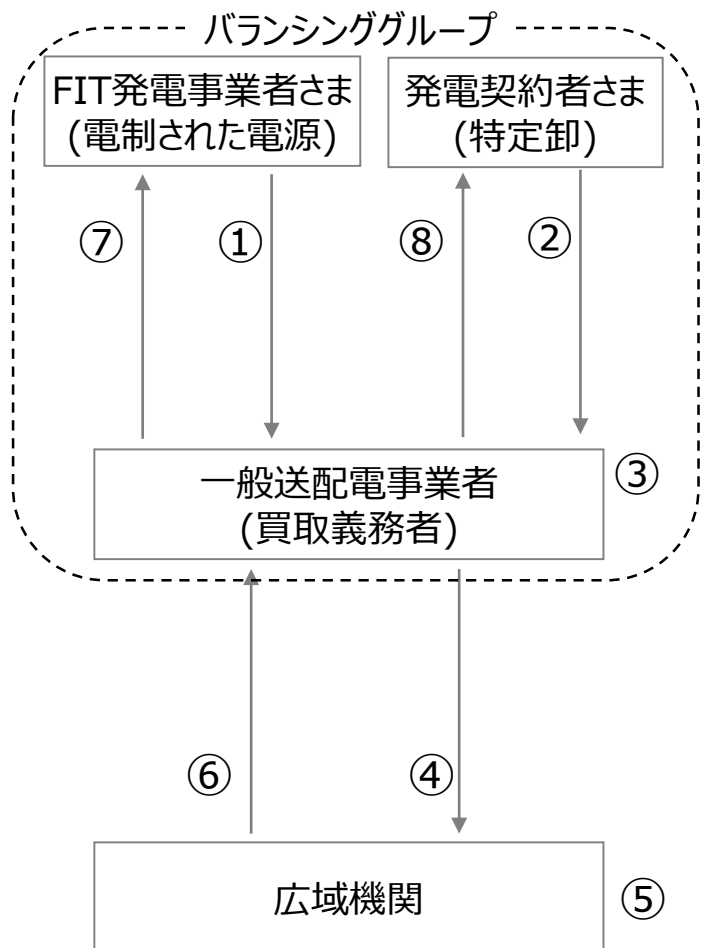 バランシンググループ
FIT発電事業者さま
(電制された電源)
発電契約者さま
(特定卸)
⑦
①
⑧
②
一般送配電事業者
(買取義務者)
③
⑥
④
広域機関
⑤